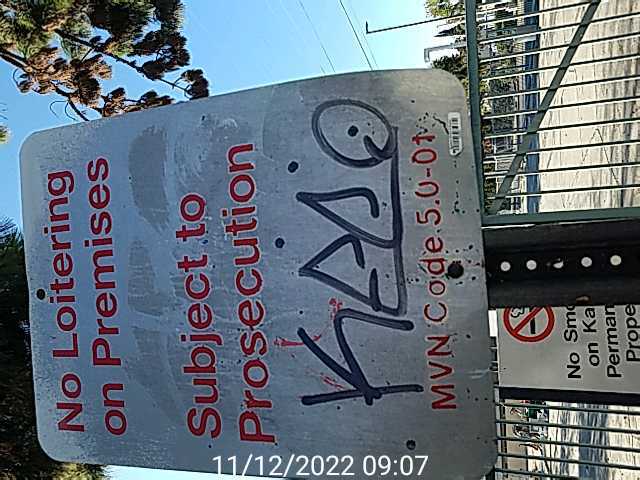 No Loitering
on Premises
Subject to
Prosecution
MVN Code 5.0-01
No Smo
on Ka
Perman
Prope
11/12/2022 09:07